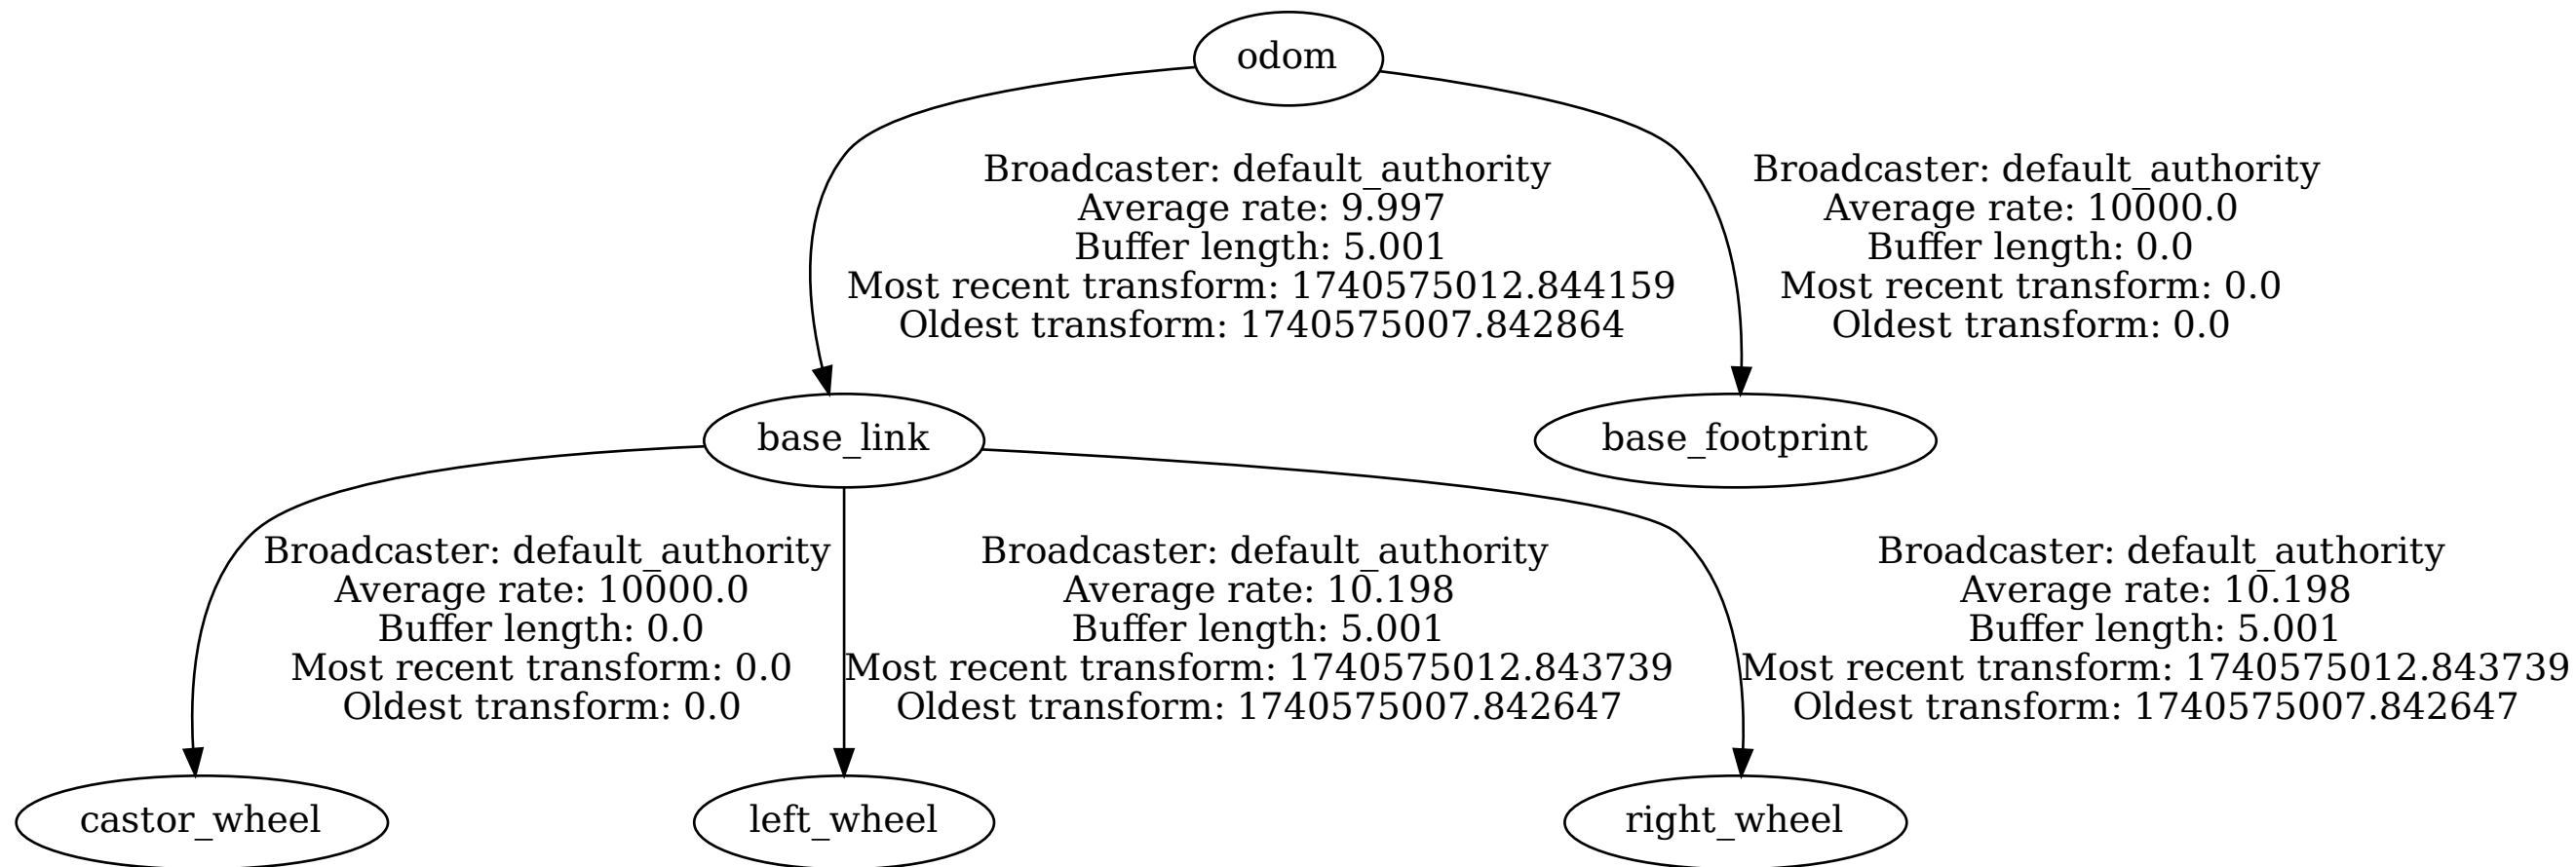 odom
Broadcaster: default_authority
Average rate: 9.997
Buffer length: 5.001
Most recent transform: 1740575012.844159
Oldest transform: 1740575007.842864
Broadcaster: default_authority
Average rate: 10000.0
Buffer length: 0.0
Most recent transform: 0.0
Oldest transform: 0.0
base_link
base_footprint
Broadcaster: default_authority
Average rate: 10000.0
Buffer length: 0.0
Most recent transform: 0.0
Oldest transform: 0.0
Broadcaster: default_authority
Average rate: 10.198
Buffer length: 5.001
Most recent transform: 1740575012.843739
Oldest transform: 1740575007.842647
Broadcaster: default_authority
Average rate: 10.198
Buffer length: 5.001
Most recent transform: 1740575012.843739
Oldest transform: 1740575007.842647
castor_wheel
left_wheel
right_wheel